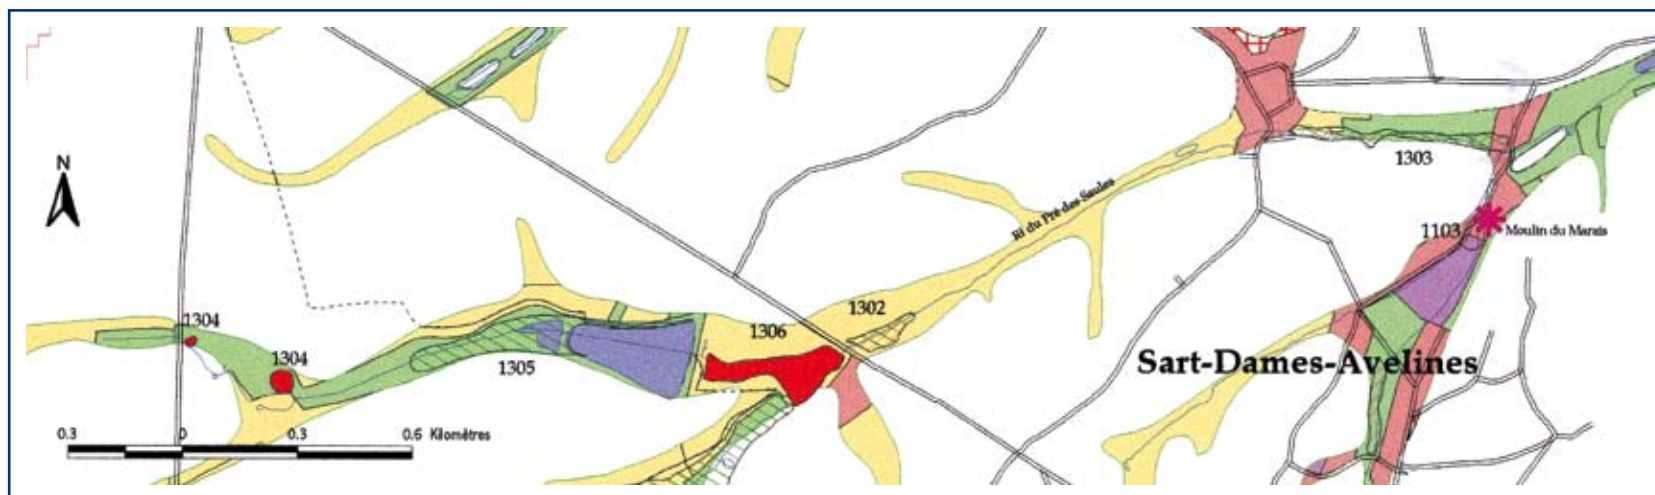 N
1303
Ri du Pré des Saules
1103
Moulin du Marais
1302
1304
1306
1304
1305
Sart-Dames-Avelines
0.3 0 0.3 0.6 Kilomètres